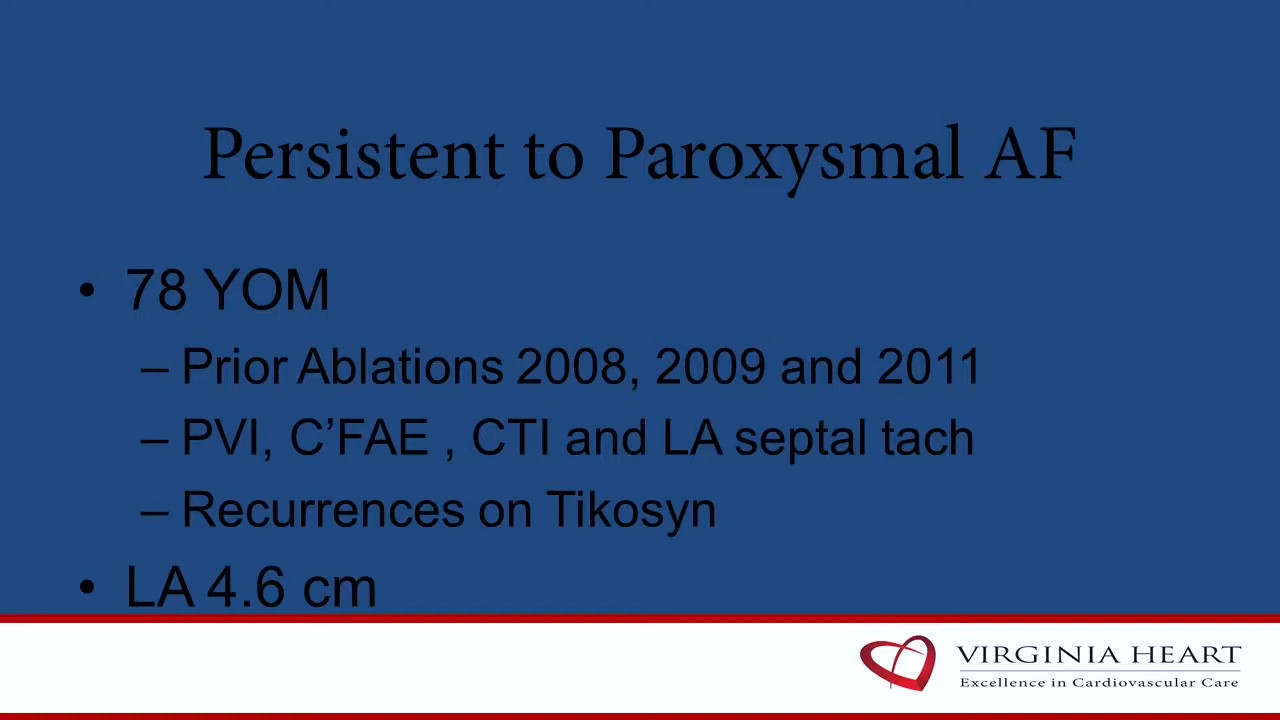 Persistent to Paroxysmal AF
• 78 YOM
– Prior Ablations 2008, 2009 and 2011
– PVI, C’FAE , CTI and LA septal tach
– Recurrences on Tikosyn
• LA 4.6 cm
VIRGINIA HEART
Excellence in Cardiovascular Care